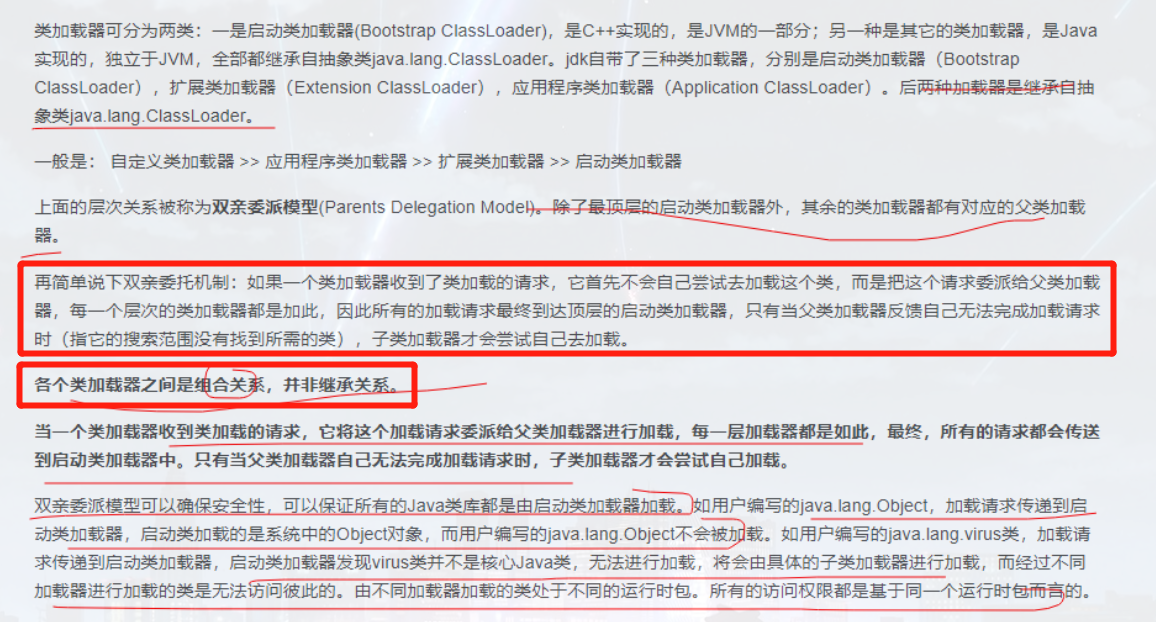 类加载器可分为两类：一是启动类加载器(Bootstrap ClassLoader)，是C++实现的，是JVM的一部分；另一种是其它的类加载器，是Java
实现的，独立于JVM，全部都继承自抽象类java.lang.ClassLoader。jdk自带了三种类加载器，分别是启动类加载器（Bootstrap
ClassLoader），扩展类加载器（Extension ClassLoader），应用程序类加载器（Application ClassLoader）。后两种加载器是继承自抽
象类java.lang.ClassLoader。
一般是： 自定义类加载器 >> 应用程序类加载器 >> 扩展类加载器 >> 启动类加载器
上面的层次关系被称为双亲委派模型(Parents Delegation Model)。除了最顶层的启动类加载器外，其余的类加载器都有对应的父类加载
器。
再简单说下双亲委托机制：如果一个类加载器收到了类加载的请求，它首先不会自己尝试去加载这个类，而是把这个请求委派给父类加载
器，每一个层次的类加载器都是加此，因此所有的加载请求最终到达顶层的启动类加载器，只有当父类加载器反馈自己无法完成加载请求
时（指它的搜索范围没有找到所需的类），子类加载器才会尝试自己去加载。
各个类加载器之间是组合关系，并非继承关系。
当一个类加载器收到类加载的请求，它将这个加载请求委派给父类加载器进行加载，每一层加载器都是如此，最终，所有的请求都会传送
到启动类加载器中。只有当父类加载器自己无法完成加载请求时，子类加载器才会尝试自己加载。
双亲委派模型可以确保安全性，可以保证所有的Java类库都是由启动类加载器加载。如用户编写的java.lang.Object，加载请求传递到启
动类加载器，启动类加载的是系统中的Object对象，而用户编写的java.lang.Object不会被加载。如用户编写的java.lang.virus类，加载请
求传递到启动类加载器，启动类加载器发现virus类并不是核心Java类，无法进行加载，将会由具体的子类加载器进行加载，而经过不同
加载器进行加载的类是无法访问彼此的。由不同加载器加载的类处于不同的运行时包。所有的访问权限都是基于同一个运行时包而言的。